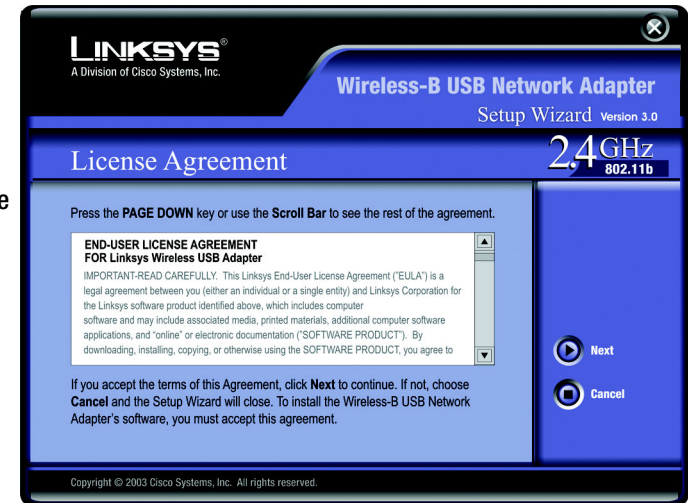 LINKSYS®
A Division of Cisco Systems, Inc.
Wireless-B USB Network Adapter
Setup Wizard Version 3.0
License Agreement
2.4 GHz
802.11b
e
Press the PAGE DOWN key or use the Scroll Bar to see the rest of the agreement.
END-USER LICENSE AGREEMENT
FOR Linksys Wireless USB Adapter
IMPORTANT-READ CAREFULLY. This Linksys End-User License Agreement ("EULA") is a
legal agreement between you (either an individual or a single entity) and Linksys Corporation for
the Linksys software product identified above, which includes computer
software and may include associated media, printed materials, additional computer software
applications, and "online" or electronic documentation ("SOFTWARE PRODUCT"). By
downloading, installing, copying, or otherwise using the SOFTWARE PRODUCT, you agree to
If you accept the terms of this Agreement, click Next to continue. If not, choose
Cancel and the Setup Wizard will close. To install the Wireless-B USB Network
Adapter's software, you must accept this agreement.
Next
Cancel
Copyright © 2003 Cisco Systems, Inc. All rights reserved.